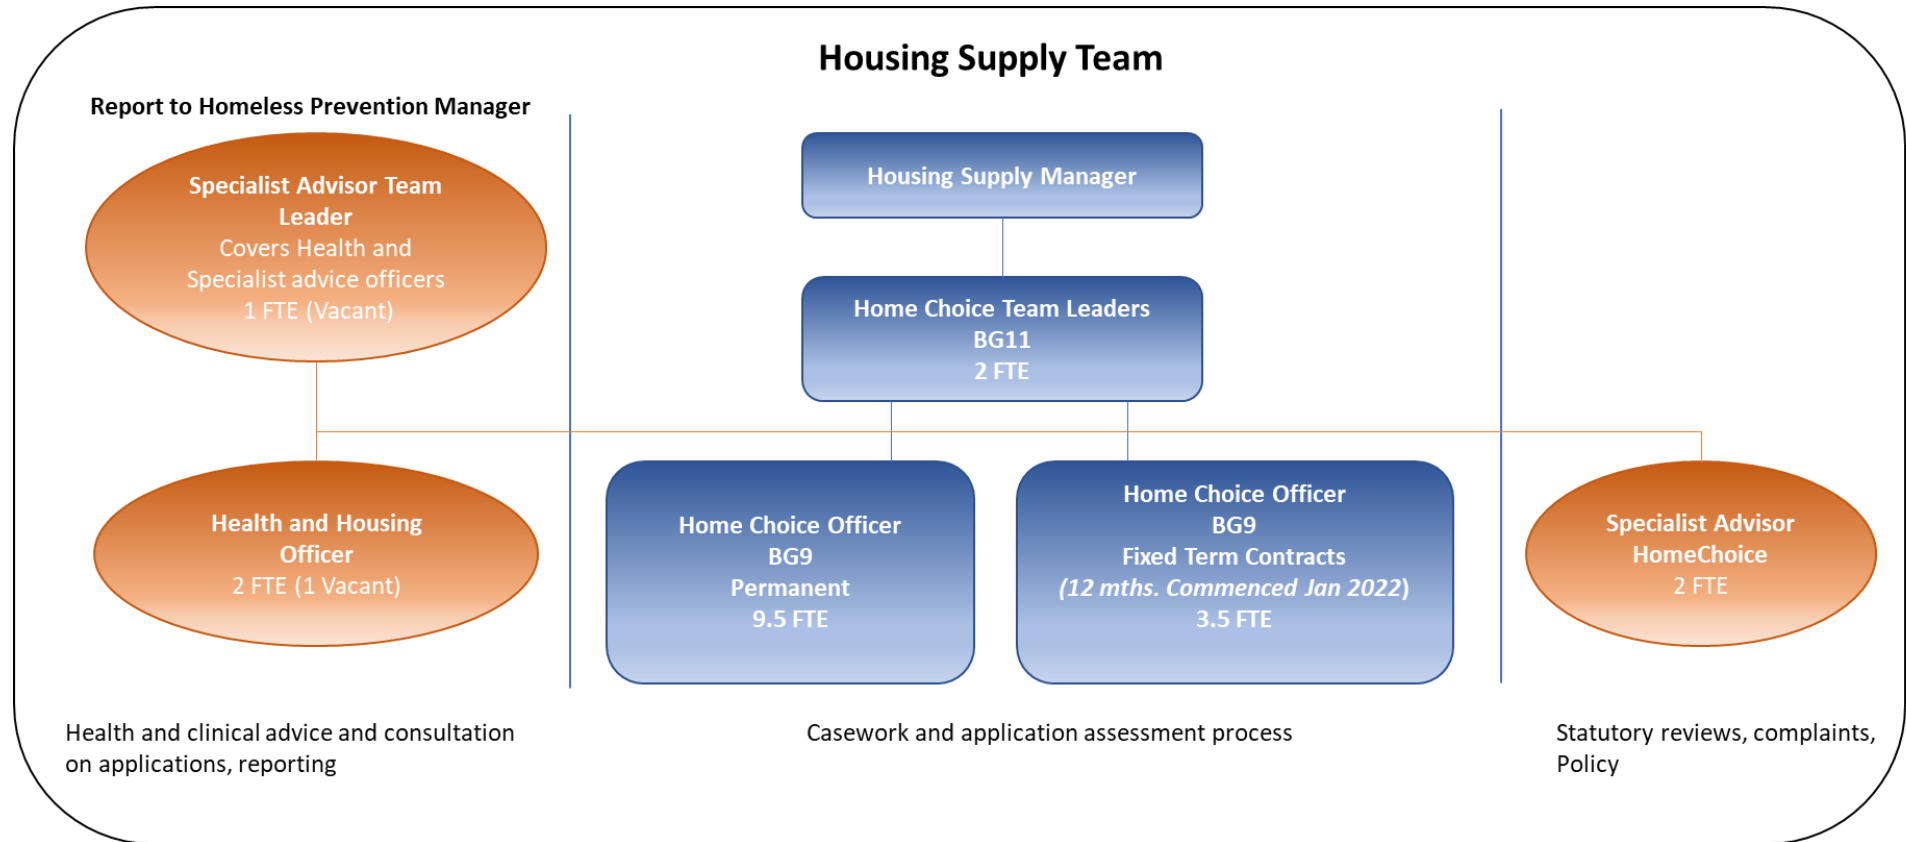 Housing Supply Team
Report to Homeless Prevention Manager
Specialist Advisor Team
Leader
Covers Health and
Specialist advice officers
1 FTE (Vacant)
Housing Supply Manager
Home Choice Team Leaders
BG11
2 FTE
Health and Housing
Officer
2 FTE (1 Vacant)
Home Choice Officer
BG9
Permanent
9.5 FTE
Home Choice Officer
BG9
Fixed Term Contracts
(12 mths. Commenced Jan 2022)
3.5 FTE
Specialist Advisor
HomeChoice
2 FTE
Health and clinical advice and consultation
on applications, reporting
Casework and application assessment process
Statutory reviews, complaints,
Policy